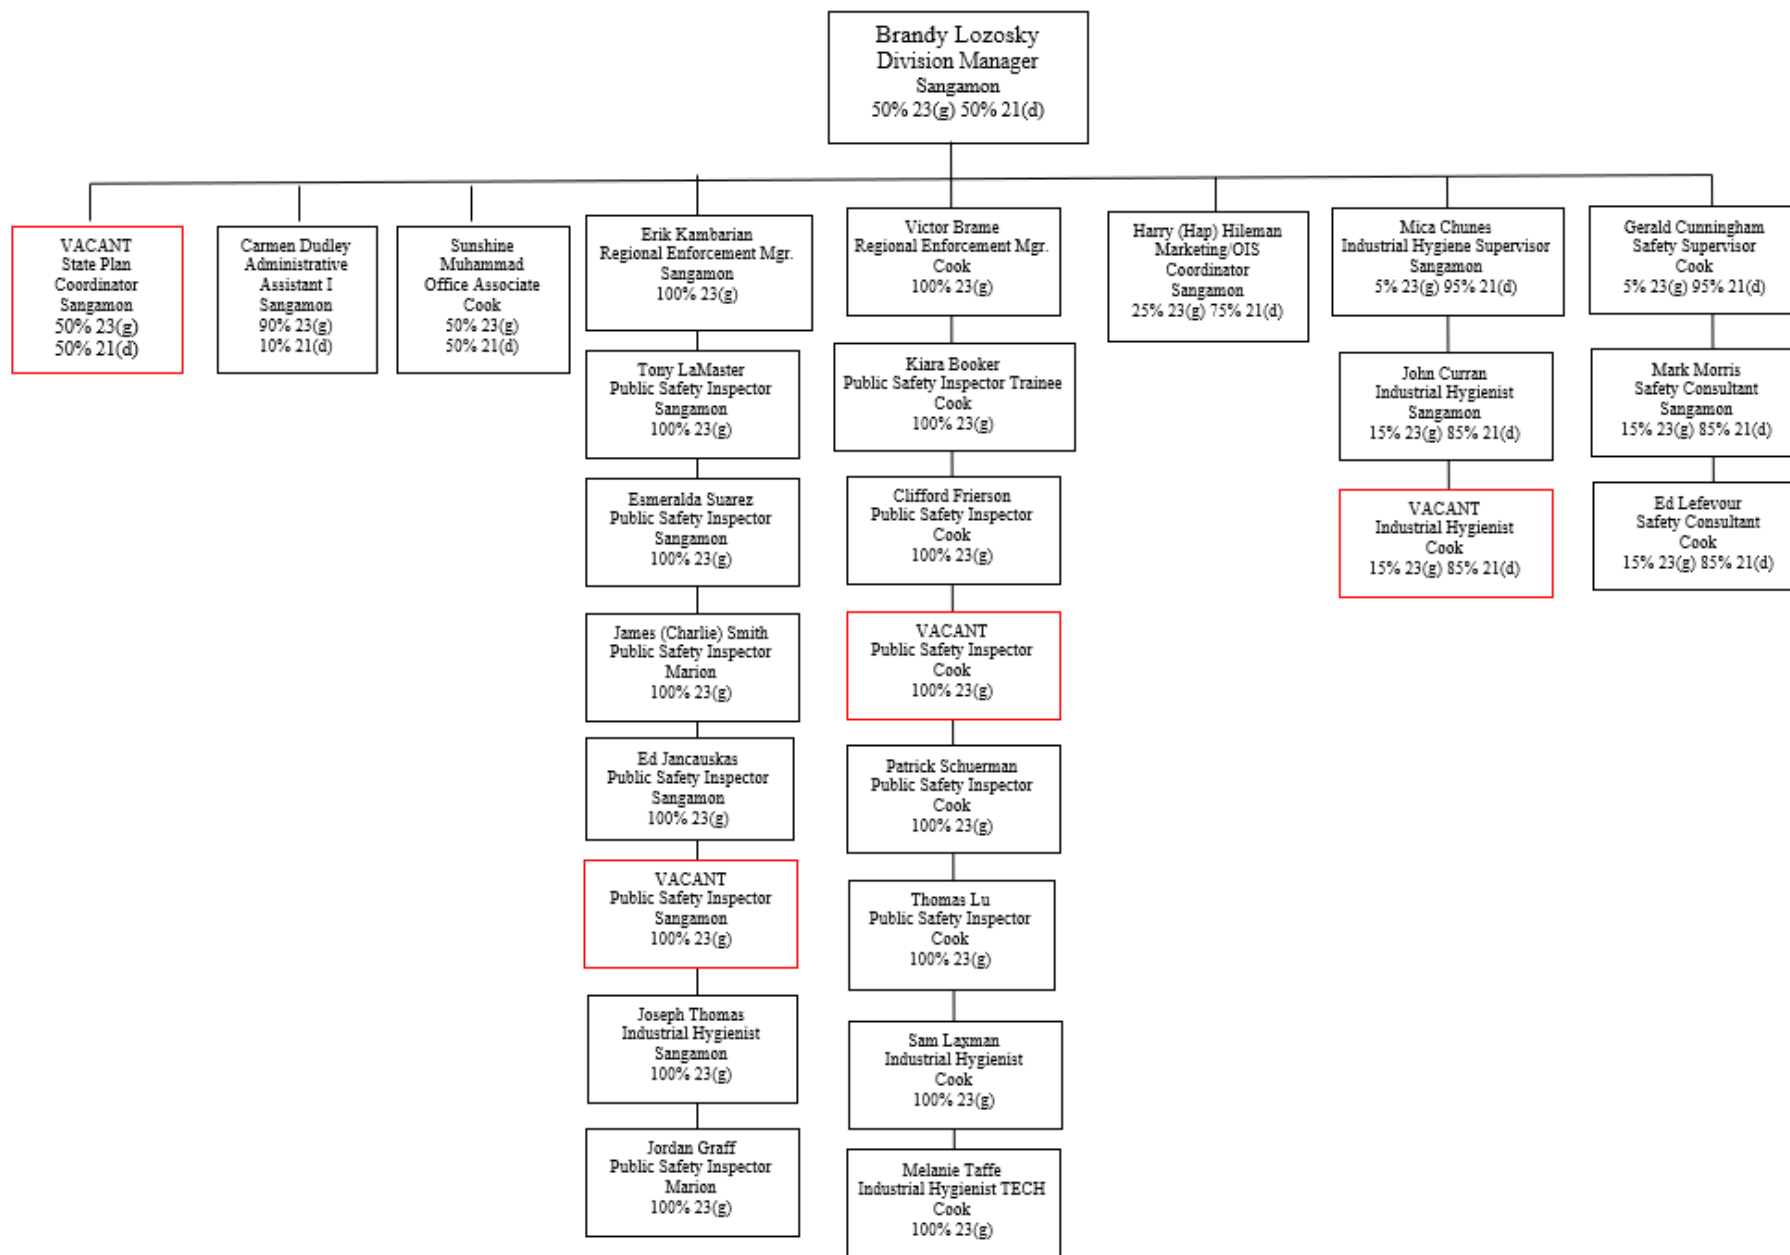 Brandy Lozosky
Division Manager
Sangamon
50% 23(g) 50% 21(d)
VACANT
State Plan
Coordinator
Sangamon
50% 23(g)
50% 21(d)
Carmen Dudley
Administrative
Assistant I
Sangamon
90% 23(g)
10% 21(d)
Sunshine
Muhammad
Office Associate
Cook
50% 23(g)
50% 21(d)
Erik Kambarian
Regional Enforcement Mgr.
Sangamon
100% 23(g)
Tony LaMaster
Public Safety Inspector
Sangamon
100% 23(g)
Esmeralda Suarez
Public Safety Inspector
Sangamon
100% 23(g)
James (Charlie) Smith
Public Safety Inspector
Marion
100% 23(g)
Ed Jancauskas
Public Safety Inspector
Sangamon
100% 23(g)
VACANT
Public Safety Inspector
Sangamon
100% 23(g)
Joseph Thomas
Industrial Hygienist
Sangamon
100% 23(g)
Jordan Graff
Public Safety Inspector
Marion
100% 23(g)
Victor Brame
Regional Enforcement Mgr.
Cook
100% 23(g)
Kiara Booker
Public Safety Inspector Trainee
Cook
100% 23(g)
Clifford Frierson
Public Safety Inspector
Cook
100% 23(g)
VACANT
Public Safety Inspector
Cook
100% 23(g)
Patrick Schuerman
Public Safety Inspector
Cook
100% 23(g)
Thomas Lu
Public Safety Inspector
Cook
100% 23(g)
Sam Laxman
Industrial Hygienist
Cook
100% 23(g)
Melanie Taffe
Industrial Hygienist TECH
Cook
100% 23(g)
Harry (Hap) Hileman
Marketing/OIS
Coordinator
Sangamon
25% 23(g) 75% 21(d)
Mica Chunes
Industrial Hygiene Supervisor
Sangamon
5% 23(g) 95% 21(d)
John Curran
Industrial Hygienist
Sangamon
15% 23(g) 85% 21(d)
VACANT
Industrial Hygienist
Cook
15% 23(g) 85% 21(d)
Gerald Cunningham
Safety Supervisor
Cook
5% 23(g) 95% 21(d)
Mark Morris
Safety Consultant
Sangamon
15% 23(g) 85% 21(d)
Ed Lefevour
Safety Consultant
Cook
15% 23(g) 85% 21(d)